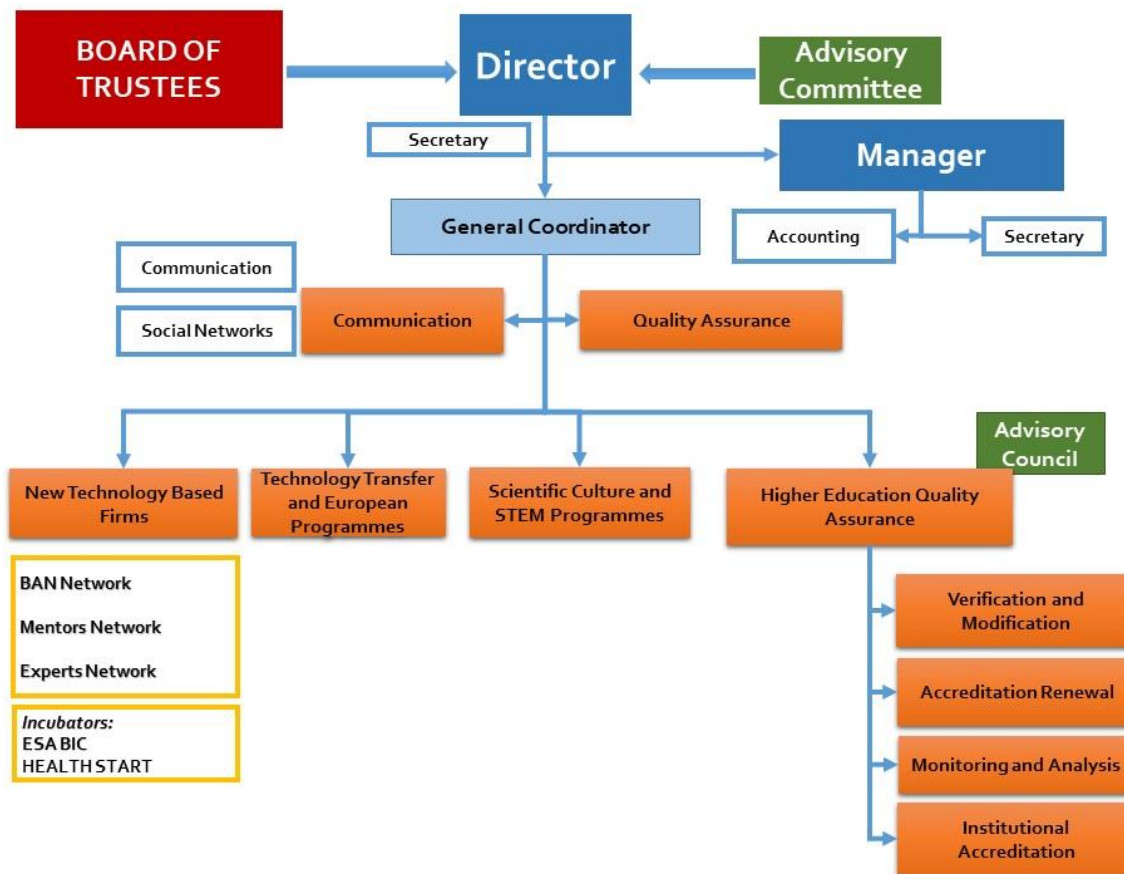 BOARD OF
TRUSTEES
Director
Advisory
Committee
Secretary
Manager
General Coordinator
Accounting
Secretary
Communication
Social Networks
Communication
Quality Assurance
Advisory
Council
New Technology Based
Firms
Technology Transfer
and European
Programmes
Scientific Culture and
STEM Programmes
Higher Education Quality
Assurance
BAN Network
Mentors Network
Experts Network
Incubators:
ESA BIC
HEALTH START
Verification and
Modification
Accreditation Renewal
Monitoring and Analysis
Institutional
Accreditation